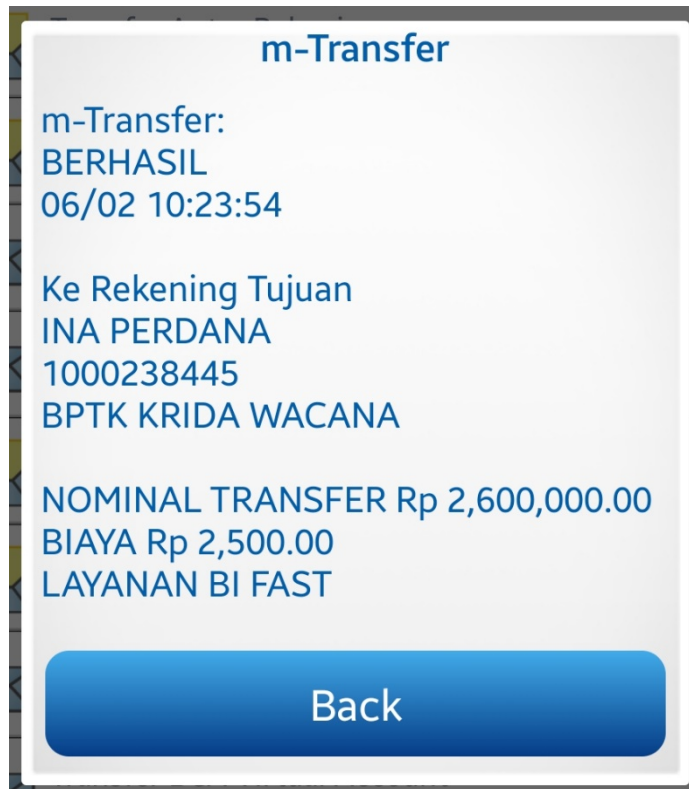 m-Transfer
m-Transfer:
BERHASIL
06/02 10:23:54
Ke Rekening Tujuan
INA PERDANA
1000238445
BPTK KRIDA WACANA
NOMINAL TRANSFER Rp 2,600,000.00
BIAYA Rp 2,500.00
LAYANAN BI FAST
Back